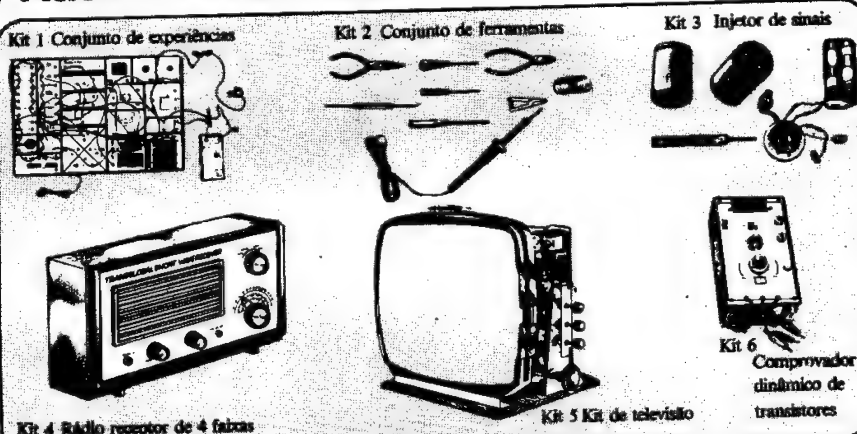 Kit 1 Conjunto de experiências
Kit 2 Conjunto de ferramentas
Kit 3 Injetor de sinais
Kit 4 Rádio receptor de 4 faixas
Kit 5 Kit de televisão
Kit 6
Comprovador
dinâmico de
transistores